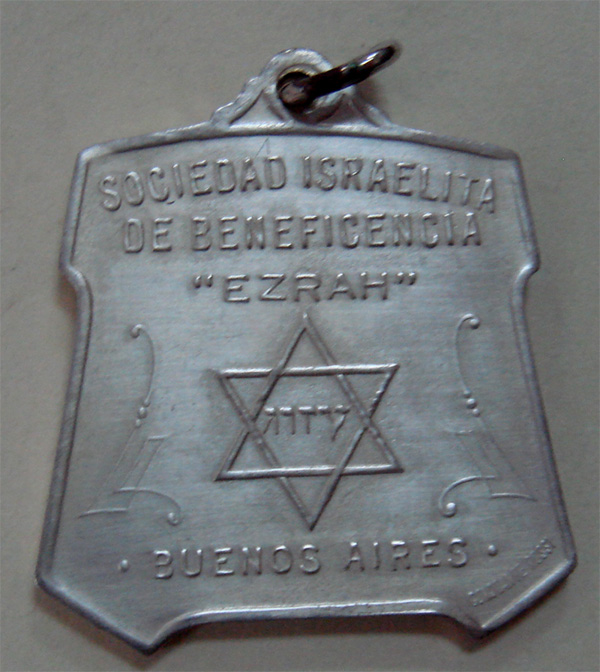 SOCIEDAD ISRAELITA
DE BENEFICENCIA
"EZRAH"
עזרה
· BUENOS AIRES ·